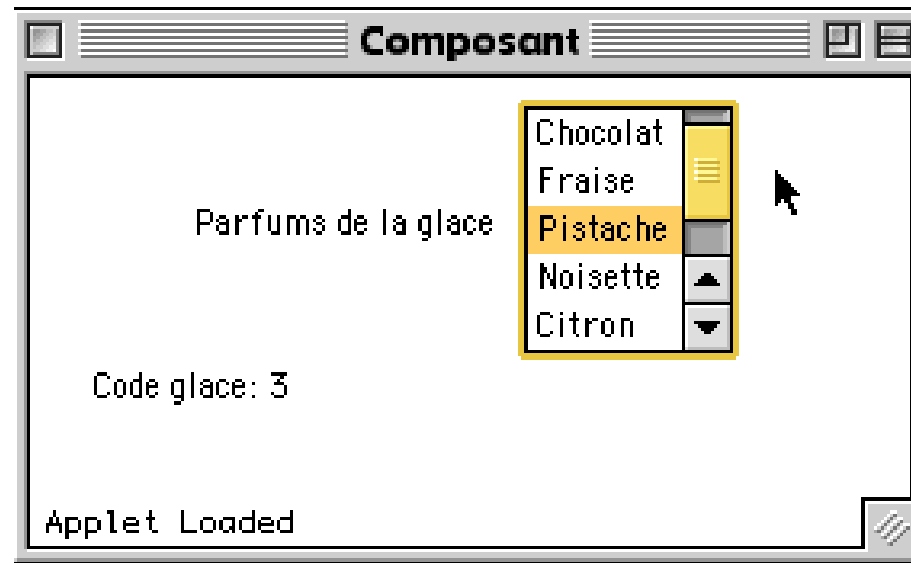 Composant
Chocolat
Fraise
Parfums de la glace
Pistache
Noisette
Citron
Code glace: 3
Applet Loaded